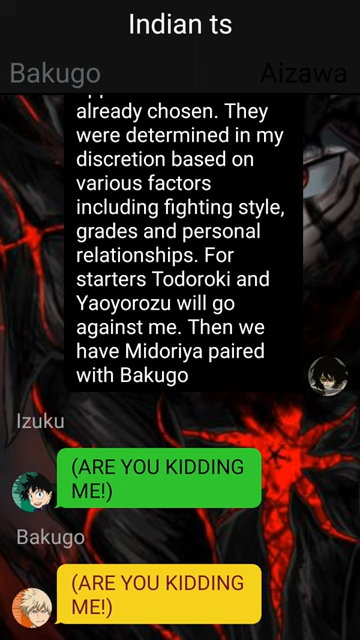 Indian ts
Bakugo
Aizawa
already chosen. They
were determined in my
discretion based on
various factors
including fighting style,
grades and personal
relationships. For
starters Todoroki and
Yaoyorozu will go
against me. Then we
have Midoriya paired
with Bakugo
Izuku
(ARE YOU KIDDING
ME!)
Bakugo
(ARE YOU KIDDING
ME!)